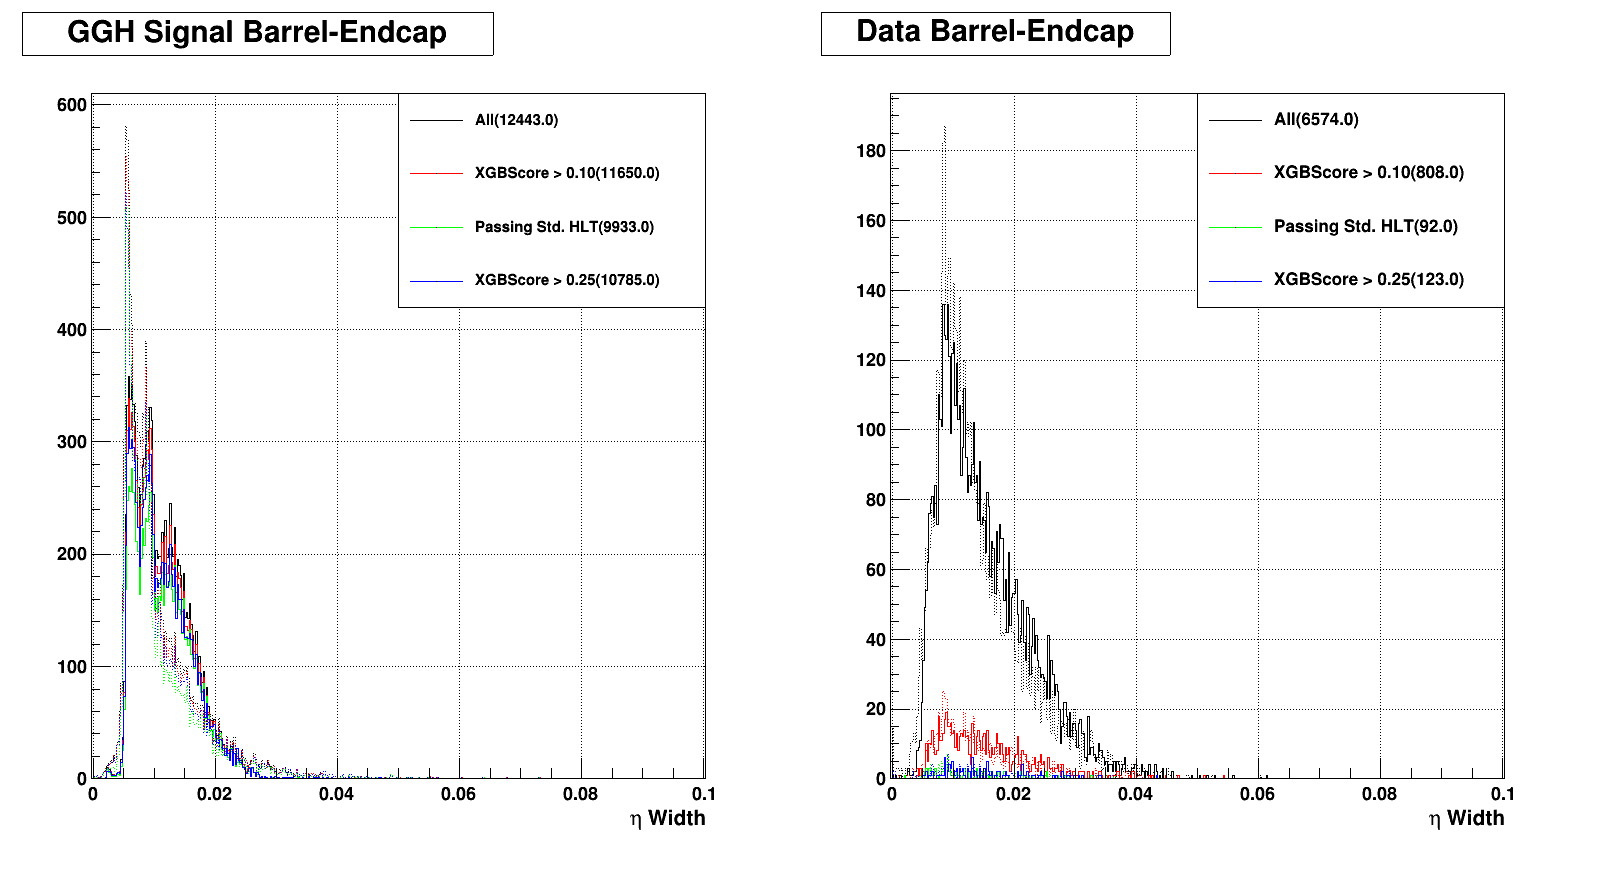 GGH Signal Barrel-Endcap
600
500
400
300
200
100
0
All(12443.0)
XGBScore > 0.10(11650.0)
Passing Std. HLT(9933.0)
XGBScore > 0.25(10785.0)
0 0.02 0.04 0.06 0.08 0.1
η Width
Data Barrel-Endcap
180
160
140
120
100
80
60
40
20
0
All(6574.0)
XGBScore > 0.10(808.0)
Passing Std. HLT(92.0)
XGBScore > 0.25(123.0)
0 0.02 0.04 0.06 0.08 0.1
η Width